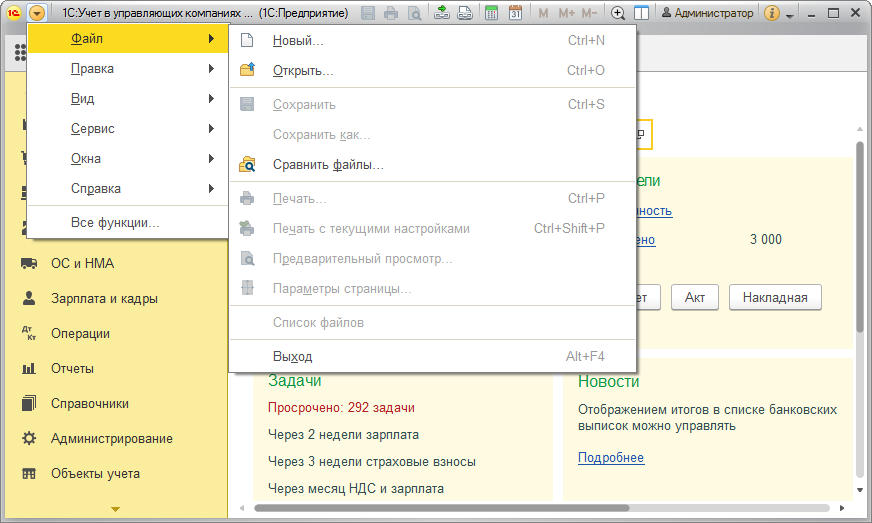 1С:Учет в управляющих компаниях ... (1С:Предприятие)
M M+ M-
Администратор
Файл
Правка
Вид
Сервис
Окна
Справка
Все функции...
Новый... Ctrl+N
Открыть... Ctrl+O
Сохранить Ctrl+S
Сохранить как...
Сравнить файлы...
Печать... Ctrl+P
Печать с текущими настройками Ctrl+Shift+P
Предварительный просмотр...
Параметры страницы...
Список файлов
Выход Alt+F4
ОС и НМА
Зарплата и кадры
Дт Кт Операции
Отчеты
Справочники
Администрирование
Объекты учета
3 000
Акт
Накладная
Задачи
Просрочено: 292 задачи
Через 2 недели зарплата
Через 3 недели страховые взносы
Через месяц НДС и зарплата
Новости
Отображением итогов в списке банковских
выписок можно управлять
Подробнее